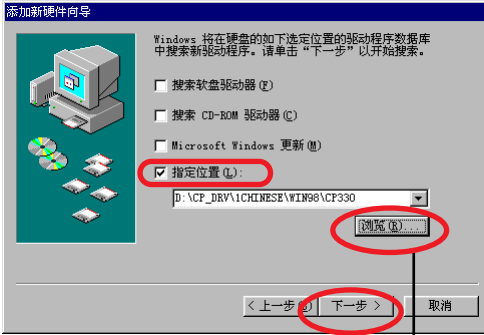 添加新硬件向导
Windows 将在硬盘的如下选定位置的驱动程序数据库
中搜索新驱动程序。请单击“下一步”以开始搜索。
搜索软盘驱动器(F)
搜索 CD-ROM 驱动器(C)
Microsoft Windows 更新(M)
指定位置(L):
D:\CP_DRV\1CHINESE\WIN98\CP330
浏览(R)...
< 上一步(B)
下一步 >
取消